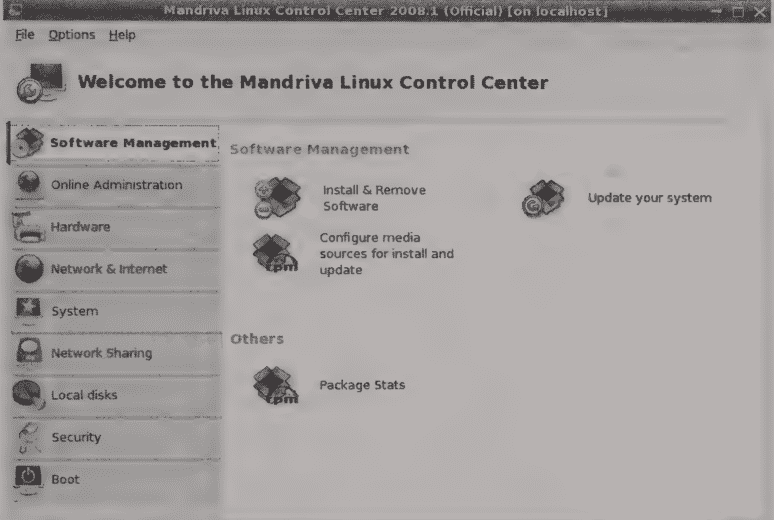 Mandriva Linux Control Center 2008.1 (Official) [on localhost]
File Options Help
Welcome to the Mandriva Linux Control Center
Software Management
Online Administration
Hardware
Network & Internet
System
Network Sharing
Local disks
Security
Boot
Software Management
Install & Remove
Software
Update your system
rpm
Configure media
sources for install and
update
Others
rpm
Package Stats